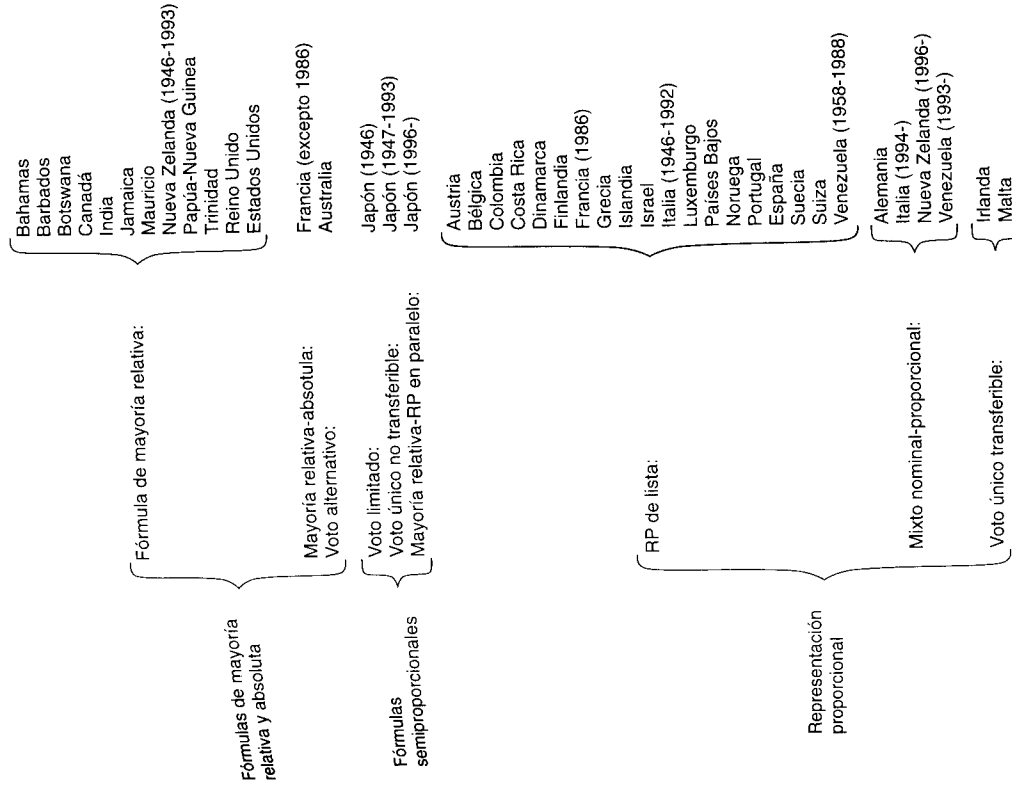 Fórmulas de mayoría
relativa y absoluta
Fórmula de mayoría relativa:
Bahamas
Barbados
Botswana
Canadá
India
Jamaica
Mauricio
Nueva Zelanda (1946-1993)
Papúa-Nueva Guinea
Trinidad
Reino Unido
Estados Unidos
Mayoría relativa-absotula:
Francia (excepto 1986)
Voto alternativo:
Australia
Fórmulas
semiproporcionales
Voto limitado:
Japón (1946)
Voto único no transferible:
Japón (1947-1993)
Mayoría relativa-RP en paralelo:
Japón (1996-)
Representación
proporcional
RP de lista:
Austria
Bélgica
Colombia
Costa Rica
Dinamarca
Finlandia
Francia (1986)
Grecia
Islandia
Israel
Italia (1946-1992)
Luxemburgo
Países Bajos
Noruega
Portugal
España
Suecia
Suiza
Venezuela (1958-1988)
Mixto nominal-proporcional:
Alemania
Italia (1994-)
Nueva Zelanda (1996-)
Venezuela (1993-)
Voto único transferible:
Irlanda
Malta